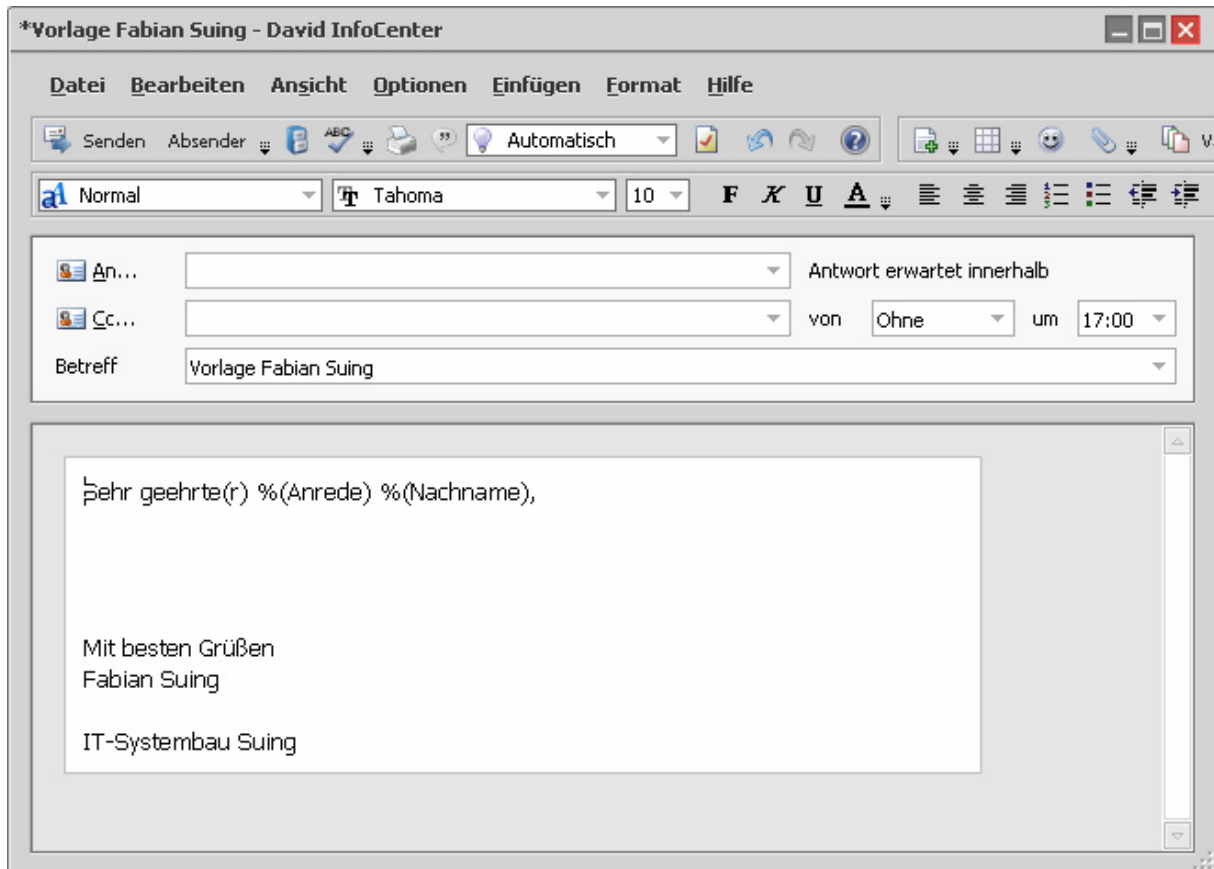 *Vorlage Fabian Suing - David InfoCenter
Datei Bearbeiten Ansicht Optionen Einfügen Format Hilfe
Senden Absender ABC Automatisch
Normal Tahoma 10 F K U A
An... Antwort erwartet innerhalb
Cc... von Ohne um 17:00
Betreff Vorlage Fabian Suing
Sehr geehrte(r) %(Anrede) %(Nachname),
Mit besten Grüßen
Fabian Suing
IT-Systembau Suing